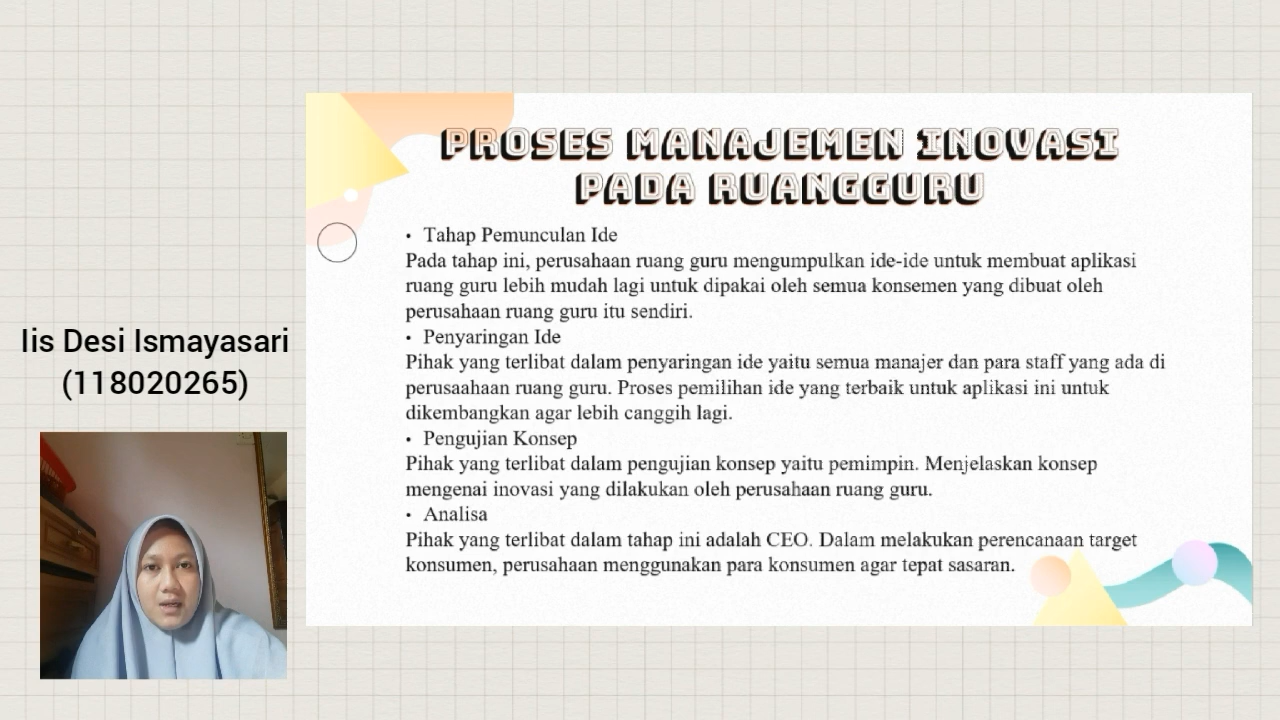 PROSES MANAJEMEN INOVASI
PADA RUANGGURU
• Tahap Pemunculan Ide
Pada tahap ini, perusahaan ruang guru mengumpulkan ide-ide untuk membuat aplikasi
ruang guru lebih mudah lagi untuk dipakai oleh semua konsemen yang dibuat oleh
perusahaan ruang guru itu sendiri.
• Penyaringan Ide
Pihak yang terlibat dalam penyaringan ide yaitu semua manajer dan para staff yang ada di
perusaahaan ruang guru. Proses pemilihan ide yang terbaik untuk aplikasi ini untuk
dikembangkan agar lebih canggih lagi.
• Pengujian Konsep
Pihak yang terlibat dalam pengujian konsep yaitu pemimpin. Menjelaskan konsep
mengenai inovasi yang dilakukan oleh perusahaan ruang guru.
• Analisa
Pihak yang terlibat dalam tahap ini adalah CEO. Dalam melakukan perencanaan target
konsumen, perusahaan menggunakan para konsumen agar tepat sasaran.
Iis Desi Ismayasari
(118020265)